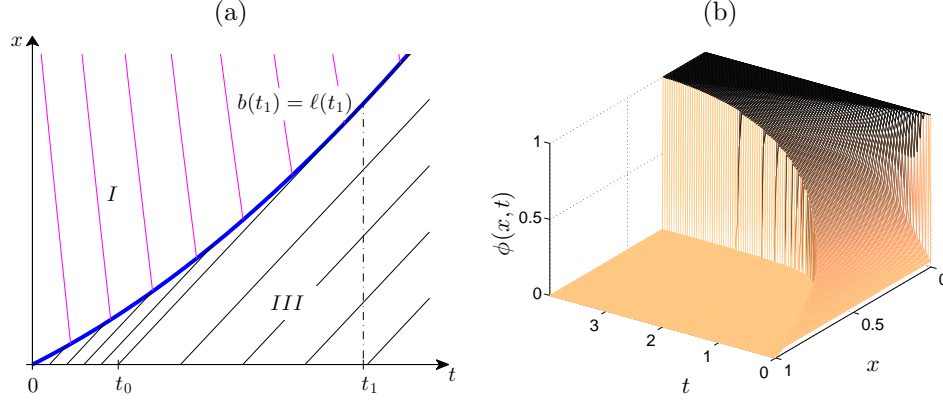 (a)
x
b(t₁) = ℓ(t₁)
I
III
0
t₀
t₁
t
(b)
ϕ(x, t)
1
0.5
0
3
2
1
0
t
0
0.5
1
x